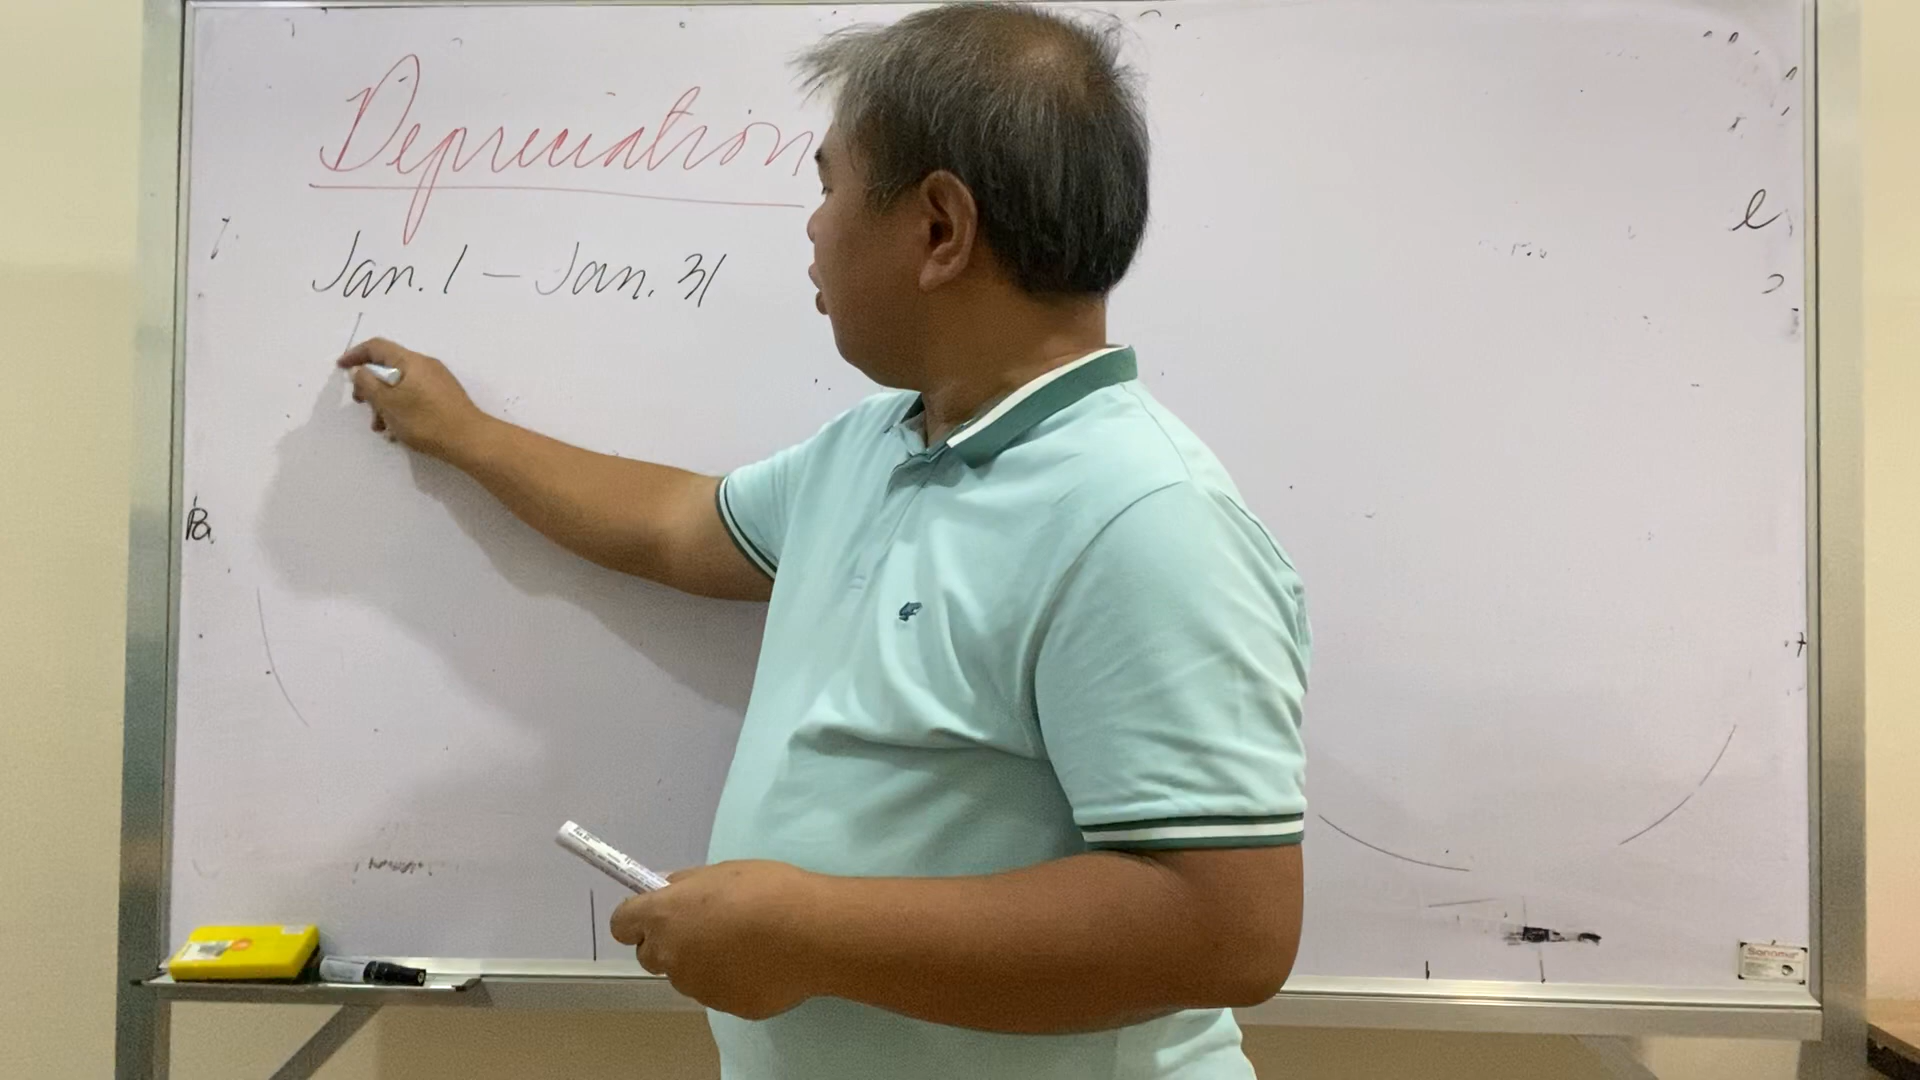 Depreciation
Jan. 1 – Jan. 31